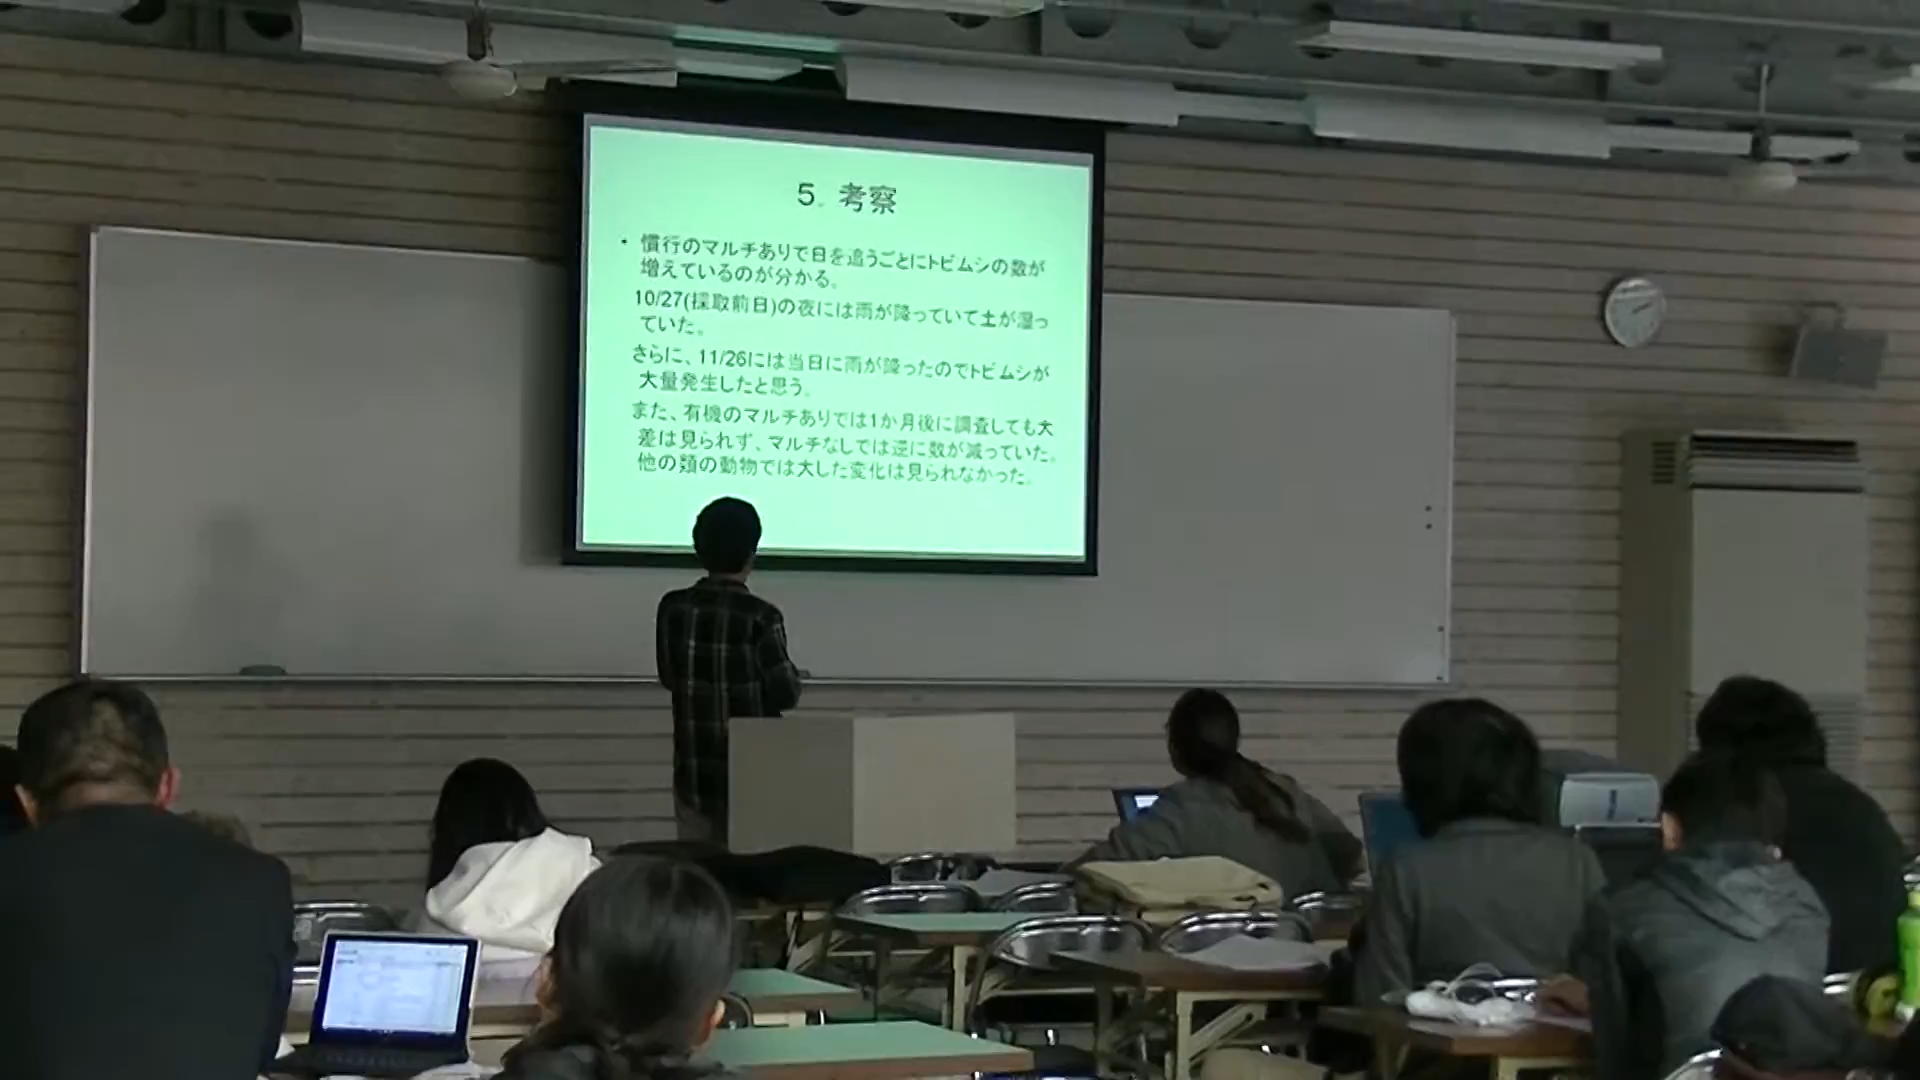 5. 考察
・ 慣行のマルチありで日を追うごとにトビムシの数が
増えているのが分かる。
10/27(採取前日)の夜には雨が降っていて土が湿っ
ていた。
さらに、11/26には当日に雨が降ったのでトビムシが
大量発生したと思う。
また、有機のマルチありでは1か月後に調査しても大
差は見られず、マルチなしでは逆に数が減っていた。
他の類の動物では大した変化は見られなかった。